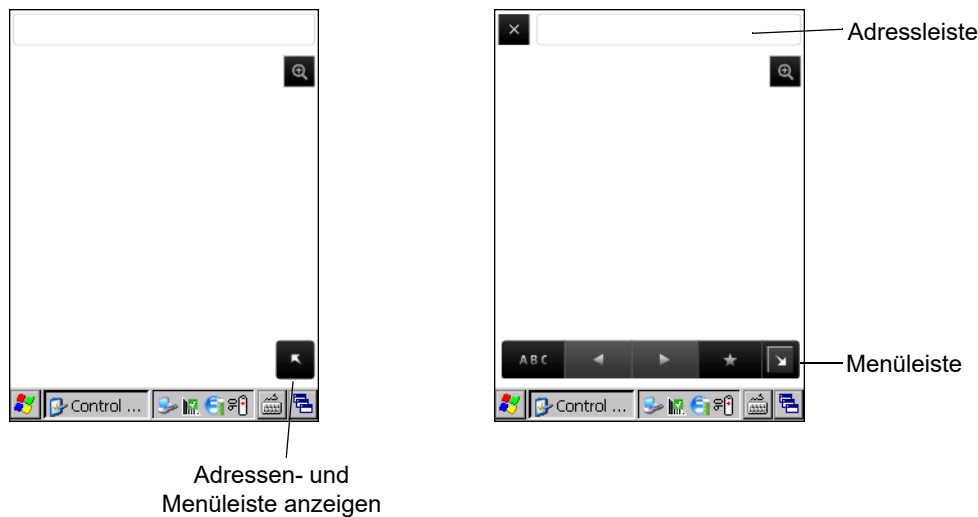 Adressleiste
ABC
Menüleiste
Control ...
Control ...
Adressen- und
Menüleiste anzeigen